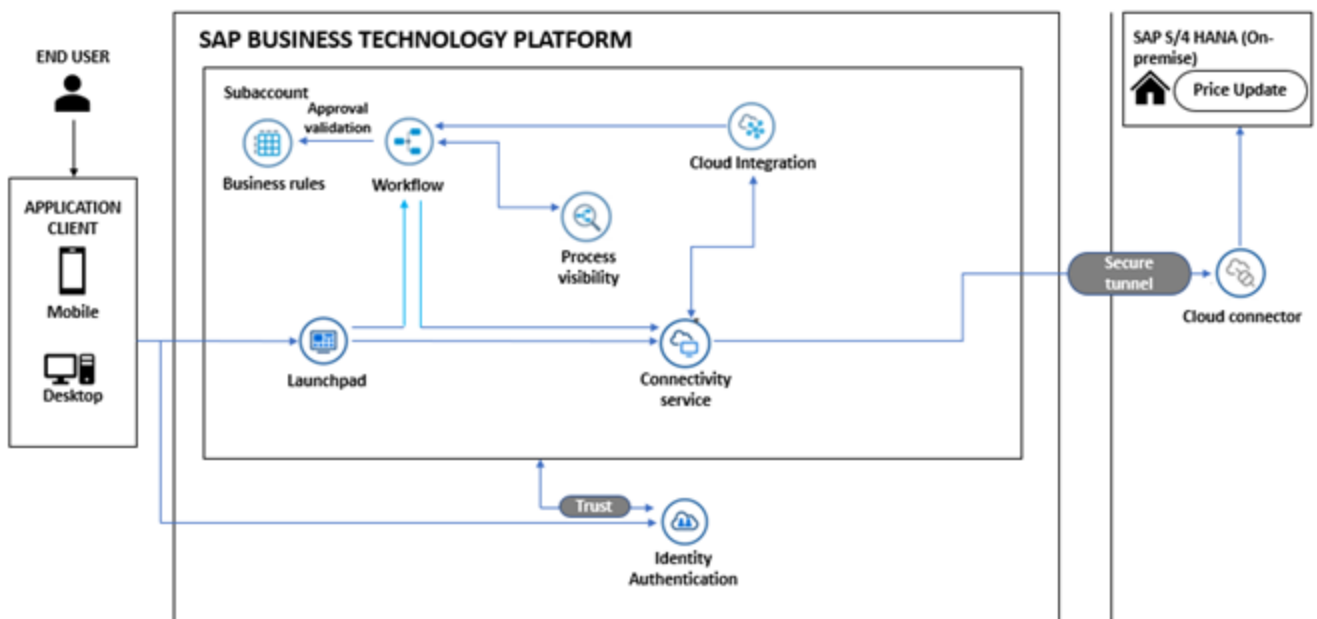 SAP BUSINESS TECHNOLOGY PLATFORM
SAP S/4 HANA (On-
premise)
Price Update
END USER
Subaccount
Approval
validation
Business rules
Workflow
Cloud Integration
Process
visibility
APPLICATION
CLIENT
Mobile
Desktop
Launchpad
Connectivity
service
Secure
tunnel
Cloud connector
Trust
Identity
Authentication